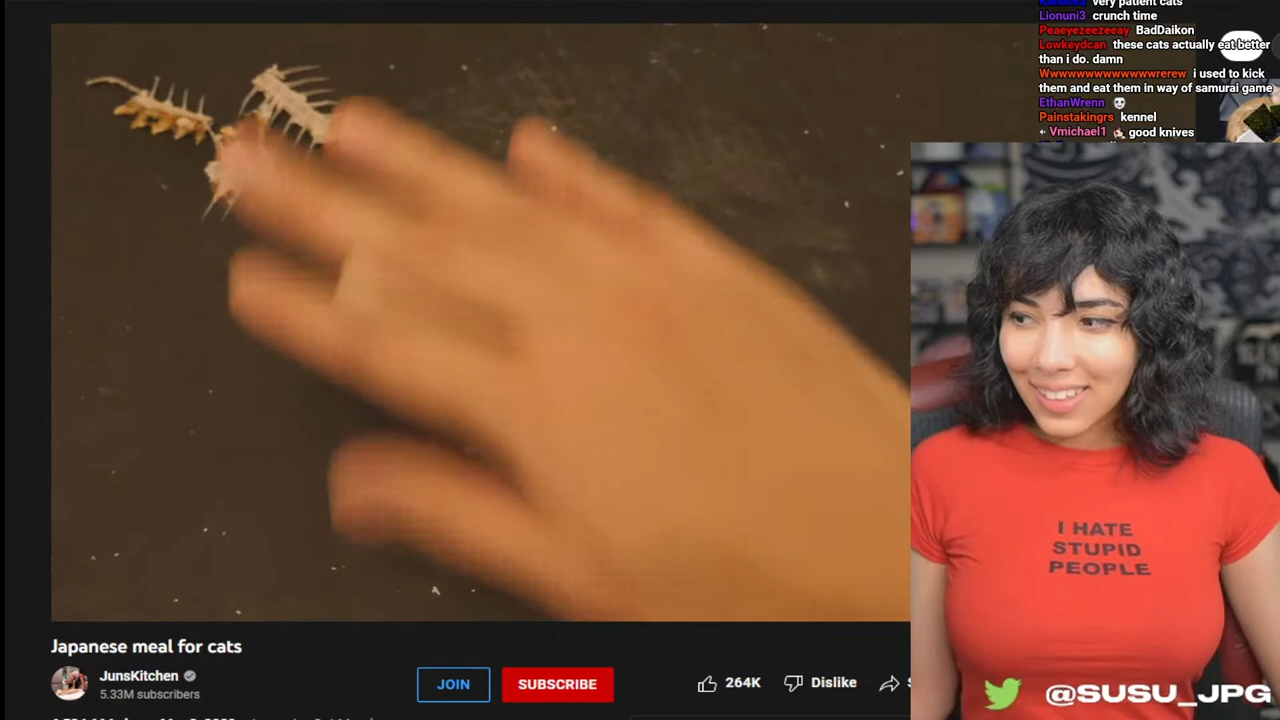 very patient cats
Lionuni3 crunch time
Peaeyezeezeeay BadDaikon
Lowkeydcan these cats actually eat better
than i do. damn
Wwwwwwwwwwwwwrerew i used to kick
them and eat them in way of samurai game
EthanWrenn
Painstakingrs kennel
Vmichael1 good knives
I HATE
STUPID
PEOPLE
Japanese meal for cats
JunsKitchen
5.33M subscribers
JOIN
SUBSCRIBE
264K
Dislike
@SUSU_JPG